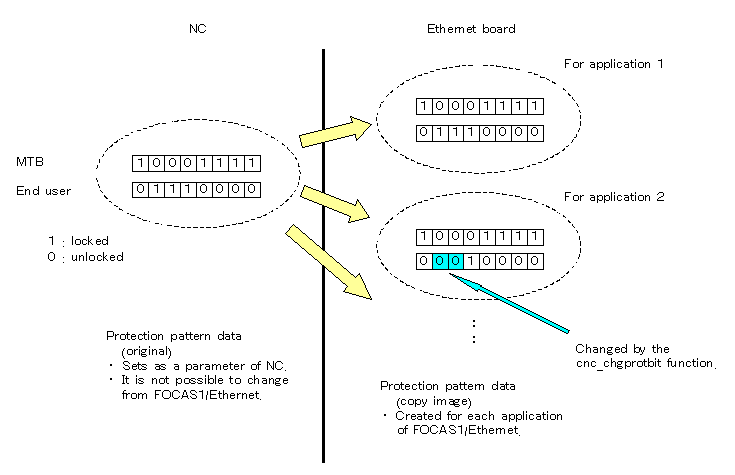 NC
Ethernet board
For application 1
1 0 0 0 1 1 1 1
0 1 1 1 0 0 0 0
MTB
1 0 0 0 1 1 1 1
End user
0 1 1 1 0 0 0 0
For application 2
1 0 0 0 1 1 1 1
0 0 0 1 0 0 0 0
1 : locked
0 : unlocked
Changed by the
cnc_chgprotbit function.
Protection pattern data
(original)
・ Sets as a parameter of NC.
・ It is not possible to change
from FOCAS1/Ethernet.
Protection pattern data
(copy image)
・ Created for each application
of FOCAS1/Ethernet.